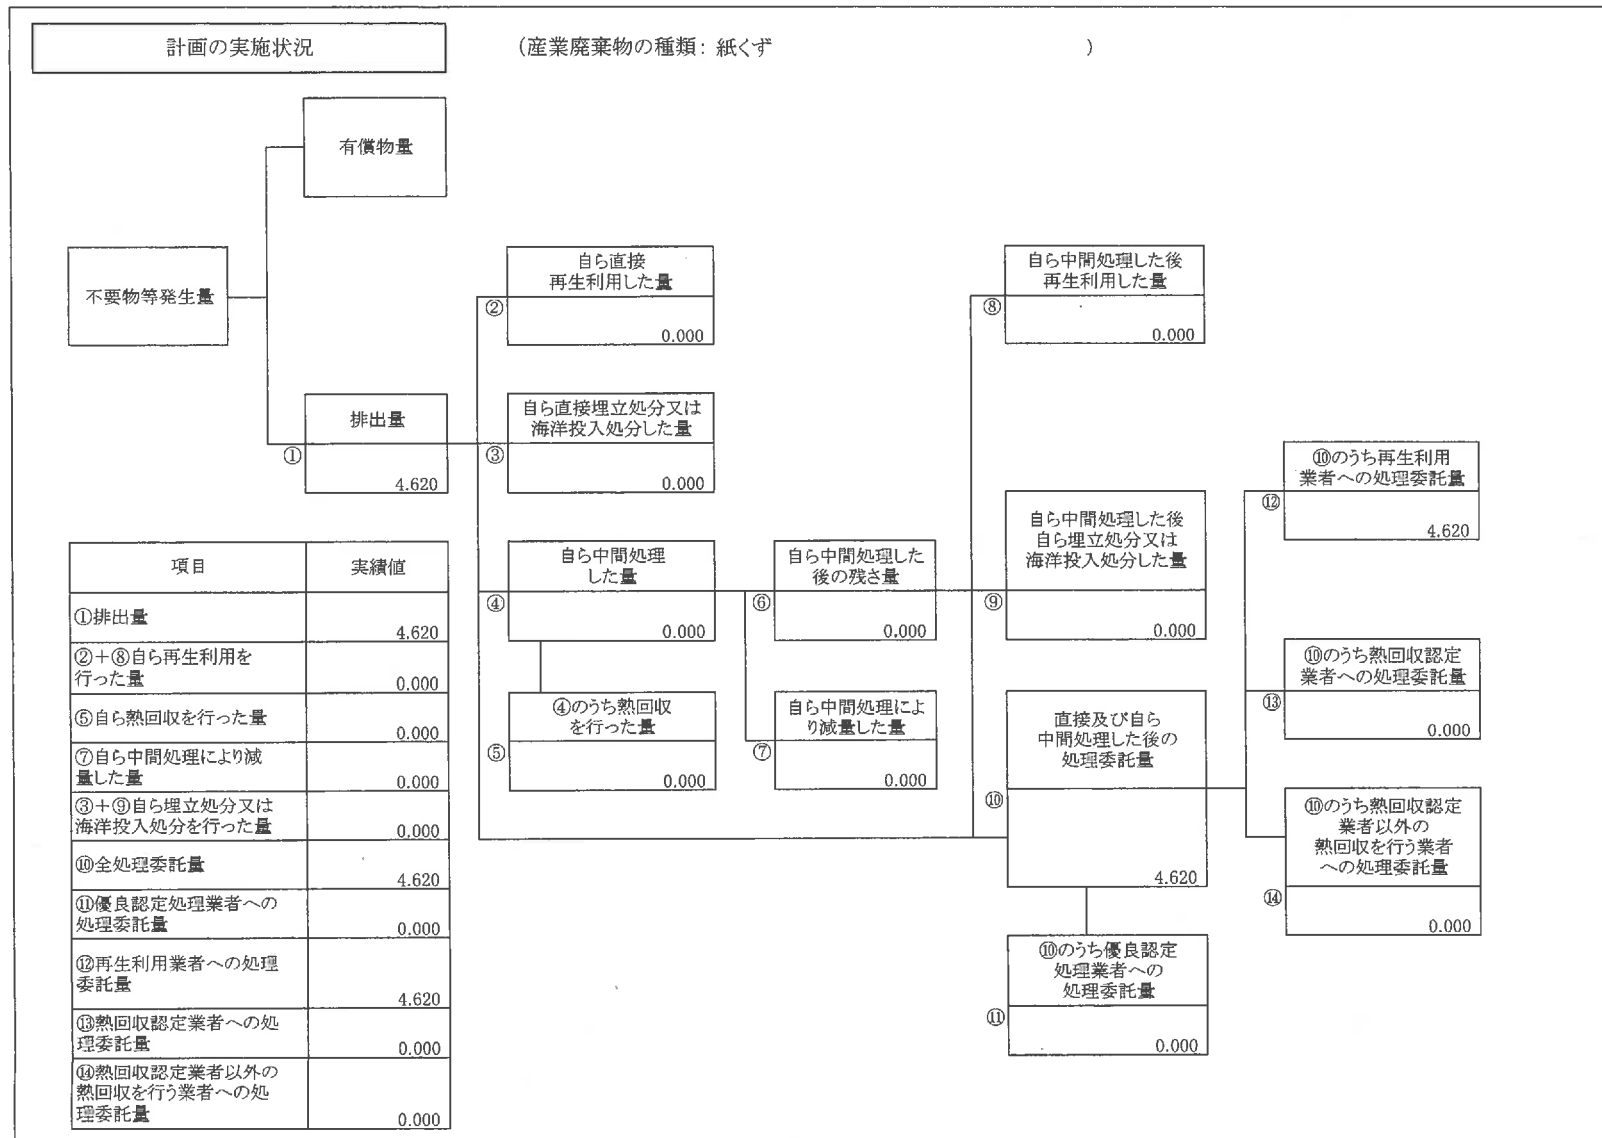 計画の実施状況
(産業廃棄物の種類: 紙くず )
有償物量
不要物等発生量
排出量
①
4.620
自ら直接
再生利用した量
②
0.000
自ら直接埋立処分又は
海洋投入処分した量
③
0.000
自ら中間処理
した量
④
0.000
④のうち熱回収
を行った量
⑤
0.000
自ら中間処理した
後の残さ量
⑥
0.000
自ら中間処理によ
り減量した量
⑦
0.000
自ら中間処理した後
再生利用した量
⑧
0.000
自ら中間処理した後
自ら埋立処分又は
海洋投入処分した量
⑨
0.000
直接及び自ら
中間処理した後の
処理委託量
⑩
4.620
⑩のうち優良認定
処理業者への
処理委託量
⑪
0.000
⑩のうち再生利用
業者への処理委託量
⑫
4.620
⑩のうち熱回収認定
業者への処理委託量
⑬
0.000
⑩のうち熱回収認定
業者以外の
熱回収を行う業者
への処理委託量
⑭
0.000
項目 実績値
①排出量
4.620
②+⑧自ら再生利用を
行った量
0.000
⑤自ら熱回収を行った量
0.000
⑦自ら中間処理により減
量した量
0.000
③+⑨自ら埋立処分又は
海洋投入処分を行った量
0.000
⑩全処理委託量
4.620
⑪優良認定処理業者への
処理委託量
0.000
⑫再生利用業者への処理
委託量
4.620
⑬熱回収認定業者への処
理委託量
0.000
⑭熱回収認定業者以外の
熱回収を行う業者への処
理委託量
0.000